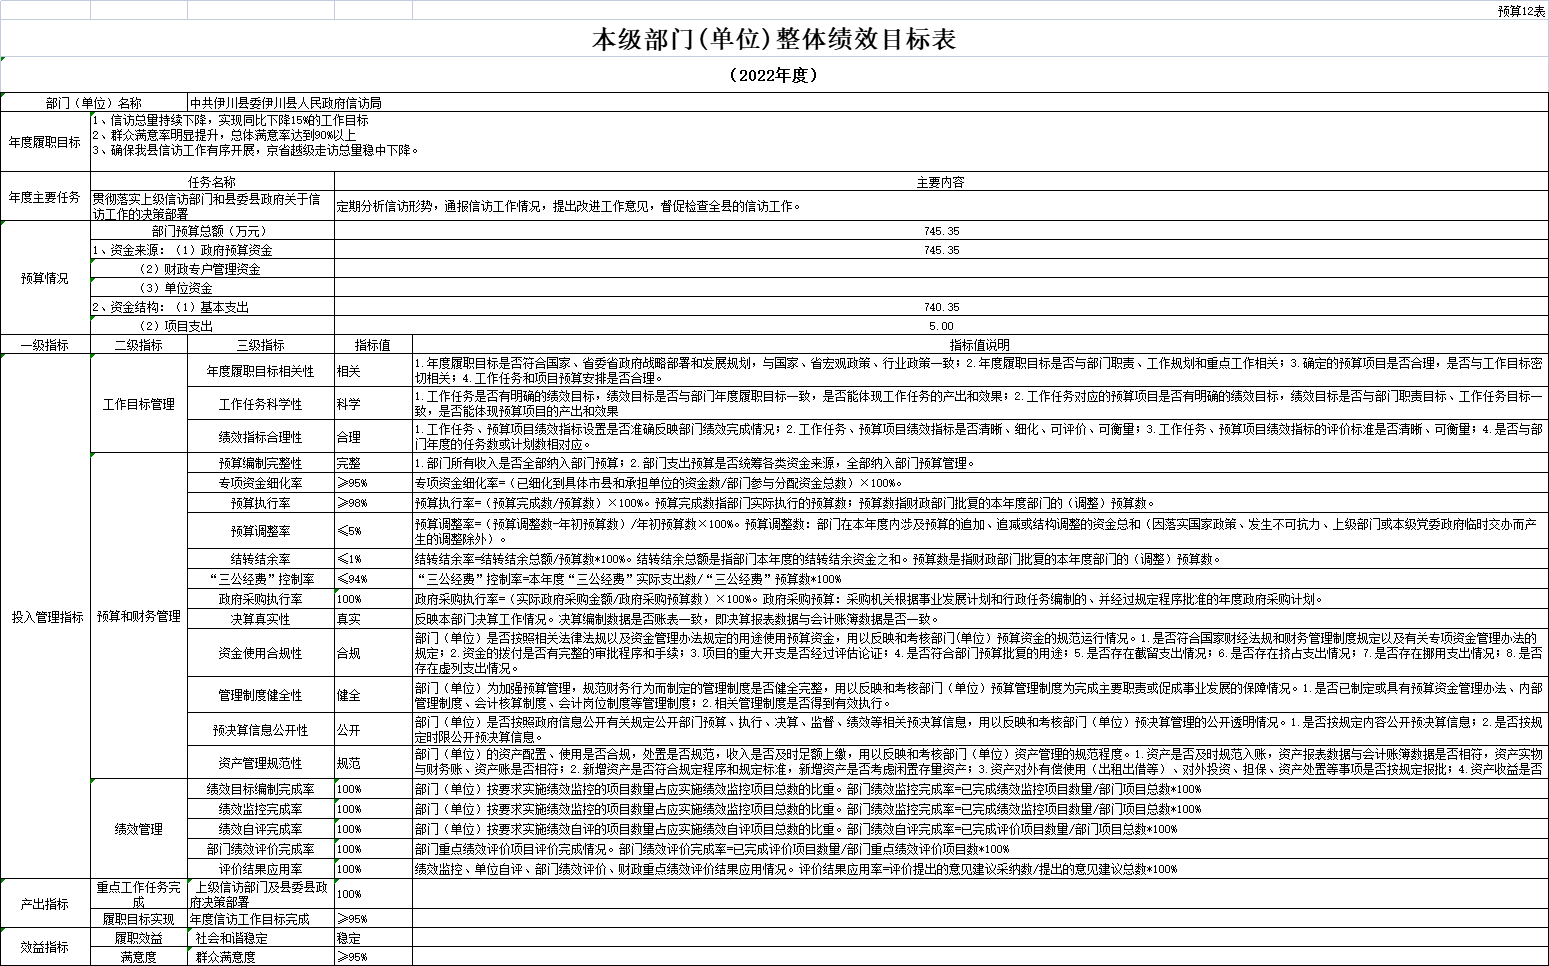 预算12表
本级部门(单位)整体绩效目标表
（2022年度）
部门（单位）名称 中共伊川县委伊川县人民政府信访局
年度履职目标
1、信访总量持续下降，实现同比下降15%的工作目标
2、群众满意率明显提升，总体满意率达到90%以上
3、确保我县信访工作有序开展，京省越级走访总量稳中下降。
年度主要任务
任务名称 主要内容
贯彻落实上级信访部门和县委县政府关于信
访工作的决策部署
定期分析信访形势，通报信访工作情况，提出改进工作意见，督促检查全县的信访工作。
预算情况
部门预算总额（万元） 745.35
1、资金来源：（1）政府预算资金 745.35
（2）财政专户管理资金
（3）单位资金
2、资金结构：（1）基本支出 740.35
（2）项目支出 5.00
一级指标 二级指标 三级指标 指标值 指标值说明
投入管理指标
工作目标管理
年度履职目标相关性 相关
1.年度履职目标是否符合国家、省委省政府战略部署和发展规划，与国家、省宏观政策、行业政策一致；2.年度履职目标是否与部门职责、工作规划和重点工作相关；3.确定的预算项目是否合理，是否与工作目标密
切相关；4.工作任务和项目预算安排是否合理。
工作任务科学性 科学
1.工作任务是否有明确的绩效目标，绩效目标是否与部门年度履职目标一致，是否能体现工作任务的产出和效果；2.工作任务对应的预算项目是否有明确的绩效目标，绩效目标是否与部门职责目标、工作任务目标一
致，是否能体现预算项目的产出和效果
绩效指标合理性 合理
1.工作任务、预算项目绩效指标设置是否准确反映部门绩效完成情况；2.工作任务、预算项目绩效指标是否清晰、细化、可评价、可衡量；3.工作任务、预算项目绩效指标的评价标准是否清晰、可衡量；4.是否与部
门年度的任务数或计划数相对应。
预算和财务管理
预算编制完整性 完整 1.部门所有收入是否全部纳入部门预算；2.部门支出预算是否统筹各类资金来源，全部纳入部门预算管理。
专项资金细化率 ≥95% 专项资金细化率=（已细化到具体市县和承担单位的资金数/部门参与分配资金总数）×100%。
预算执行率 ≥98% 预算执行率=（预算完成数/预算数）×100%。预算完成数指部门实际执行的预算数；预算数指财政部门批复的本年度部门的（调整）预算数。
预算调整率 ≤5%
预算调整率=（预算调整数-年初预算数）/年初预算数×100%。预算调整数：部门在本年度内涉及预算的追加、追减或结构调整的资金总和（因落实国家政策、发生不可抗力、上级部门或本级党委政府临时交办而产
生的调整除外）。
结转结余率 ≤1% 结转结余率=结转结余总额/预算数*100%。结转结余总额是指部门本年度的结转结余资金之和。预算数是指财政部门批复的本年度部门的（调整）预算数。
“三公经费”控制率 ≤94% “三公经费”控制率=本年度“三公经费”实际支出数/“三公经费”预算数*100%
政府采购执行率 100% 政府采购执行率=（实际政府采购金额/政府采购预算数）×100%。政府采购预算：采购机关根据事业发展计划和行政任务编制的、并经过规定程序批准的年度政府采购计划。
决算真实性 真实 反映本部门决算工作情况。决算编制数据是否账表一致，即决算报表数据与会计账簿数据是否一致。
资金使用合规性 合规
部门（单位）是否按照相关法律法规以及资金管理办法规定的用途使用预算资金，用以反映和考核部门(单位）预算资金的规范运行情况。1.是否符合国家财经法规和财务管理制度规定以及有关专项资金管理办法的
规定；2.资金的拨付是否有完整的审批程序和手续；3.项目的重大开支是否经过评估论证；4.是否符合部门预算批复的用途；5.是否存在截留支出情况；6.是否存在挤占支出情况；7.是否存在挪用支出情况；8.是否
存在虚列支出情况。
管理制度健全性 健全
部门（单位）为加强预算管理，规范财务行为而制定的管理制度是否健全完整，用以反映和考核部门（单位）预算管理制度为完成主要职责或促成事业发展的保障情况。1.是否已制定或具有预算资金管理办法、内部
管理制度、会计核算制度、会计岗位制度等管理制度；2.相关管理制度是否得到有效执行。
预决算信息公开性 公开
部门（单位）是否按照政府信息公开有关规定公开部门预算、执行、决算、监督、绩效等相关预决算信息，用以反映和考核部门（单位）预决算管理的公开透明情况。1.是否按规定内容公开预决算信息；2.是否按规
定时限公开预决算信息。
资产管理规范性 规范
部门（单位）的资产配置、使用是否合规，处置是否规范，收入是否及时足额上缴，用以反映和考核部门（单位）资产管理的规范程度。1.资产是否及时规范入账，资产报表数据与会计账簿数据是否相符，资产实物
与财务账、资产账是否相符；2.新增资产是否符合规定程序和规定标准，新增资产是否考虑闲置存量资产；3.资产对外有偿使用（出租出借等）、对外投资、担保、资产处置等事项是否按规定报批；4.资产收益是否
绩效管理
绩效目标编制完成率 100% 部门（单位）按要求实施绩效监控的项目数量占应实施绩效监控项目总数的比重。部门绩效监控完成率=已完成绩效监控项目数量/部门项目总数*100%
绩效监控完成率 100% 部门（单位）按要求实施绩效监控的项目数量占应实施绩效监控项目总数的比重。部门绩效监控完成率=已完成绩效监控项目数量/部门项目总数*100%
绩效自评完成率 100% 部门（单位）按要求实施绩效自评的项目数量占应实施绩效自评项目总数的比重。部门绩效自评完成率=已完成评价项目数量/部门项目总数*100%
部门绩效评价完成率 100% 部门重点绩效评价项目评价完成情况。部门绩效评价完成率=已完成评价项目数量/部门重点绩效评价项目数*100%
评价结果应用率 100% 绩效监控、单位自评、部门绩效评价、财政重点绩效评价结果应用情况。评价结果应用率=评价提出的意见建议采纳数/提出的意见建议总数*100%
产出指标
重点工作任务完
成
上级信访部门及县委县政
府决策部署
100%
履职目标实现 年度信访工作目标完成 ≥95%
效益指标
履职效益 社会和谐稳定 稳定
满意度 群众满意度 ≥95%